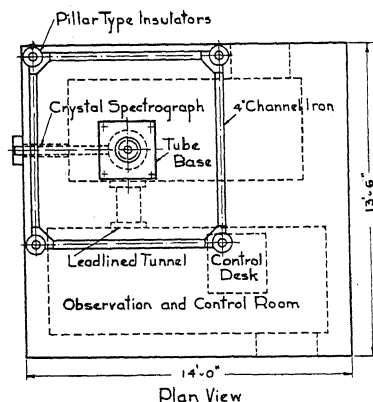 Pillar Type Insulators
Crystal Spectrograph
4" Channel Iron
Tube
Base
13'-6"
Leadlined Tunnel
Control
Desk
Observation and Control Room
14'-0"
Plan View